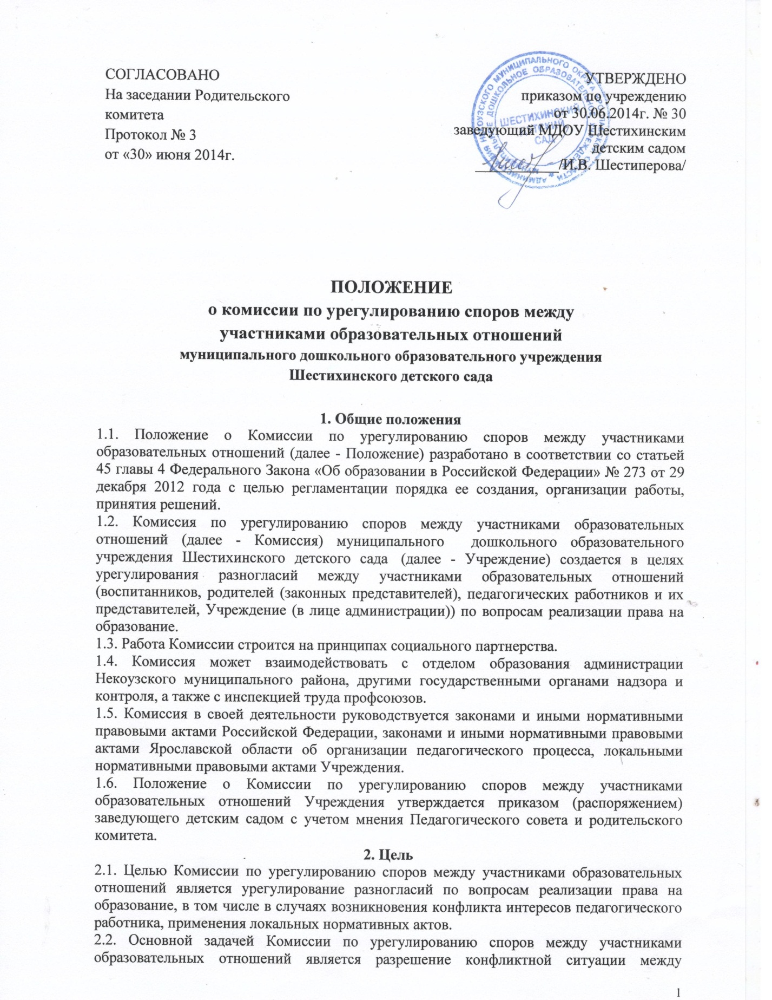 СОГЛАСОВАНО
На заседании Родительского
комитета
Протокол № 3
от «30» июня 2014г.
УТВЕРЖДЕНО
приказом по учреждению
от 30.06.2014г. № 30
заведующий МДОУ Шестихинским
детским садом
/И.В. Шестиперова/
ШЕСТИХИНСКИЙ
ДЕТСКИЙ
САД
ПОЛОЖЕНИЕ
о комиссии по урегулированию споров между
участниками образовательных отношений
муниципального дошкольного образовательного учреждения
Шестихинского детского сада
1. Общие положения
1.1. Положение о Комиссии по урегулированию споров между участниками
образовательных отношений (далее - Положение) разработано в соответствии со статьей
45 главы 4 Федерального Закона «Об образовании в Российской Федерации» № 273 от 29
декабря 2012 года с целью регламентации порядка ее создания, организации работы,
принятия решений.
1.2. Комиссия по урегулированию споров между участниками образовательных
отношений (далее - Комиссия) муниципального дошкольного образовательного
учреждения Шестихинского детского сада (далее - Учреждение) создается в целях
урегулирования разногласий между участниками образовательных отношений
(воспитанников, родителей (законных представителей), педагогических работников и их
представителей, Учреждение (в лице администрации)) по вопросам реализации права на
образование.
1.3. Работа Комиссии строится на принципах социального партнерства.
1.4. Комиссия может взаимодействовать с отделом образования администрации
Некоузского муниципального района, другими государственными органами надзора и
контроля, а также с инспекцией труда профсоюзов.
1.5. Комиссия в своей деятельности руководствуется законами и иными нормативными
правовыми актами Российской Федерации, законами и иными нормативными правовыми
актами Ярославской области об организации педагогического процесса, локальными
нормативными правовыми актами Учреждения.
1.6. Положение о Комиссии по урегулированию споров между участниками
образовательных отношений Учреждения утверждается приказом (распоряжением)
заведующего детским садом с учетом мнения Педагогического совета и родительского
комитета.
2. Цель
2.1. Целью Комиссии по урегулированию споров между участниками образовательных
отношений является урегулирование разногласий по вопросам реализации права на
образование, в том числе в случаях возникновения конфликта интересов педагогического
работника, применения локальных нормативных актов.
2.2. Основной задачей Комиссии по урегулированию споров между участниками
образовательных отношений является разрешение конфликтной ситуации между
1